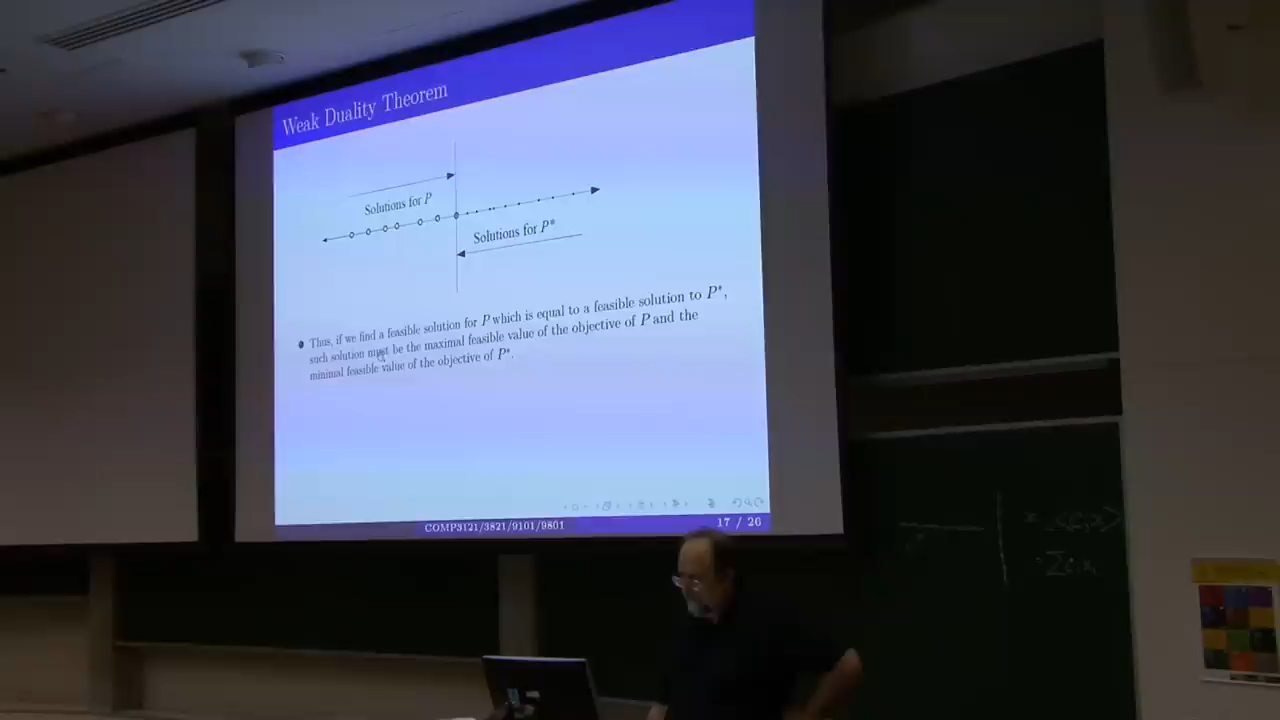 Weak Duality Theorem
Solutions for P
Solutions for P*
Thus, if we find a feasible solution for P which is equal to a feasible solution to P*,
such solution must be the maximal feasible value of the objective of P and the
minimal feasible value of the objective of P*.
COMP3121/3821/9101/9801
17 / 26